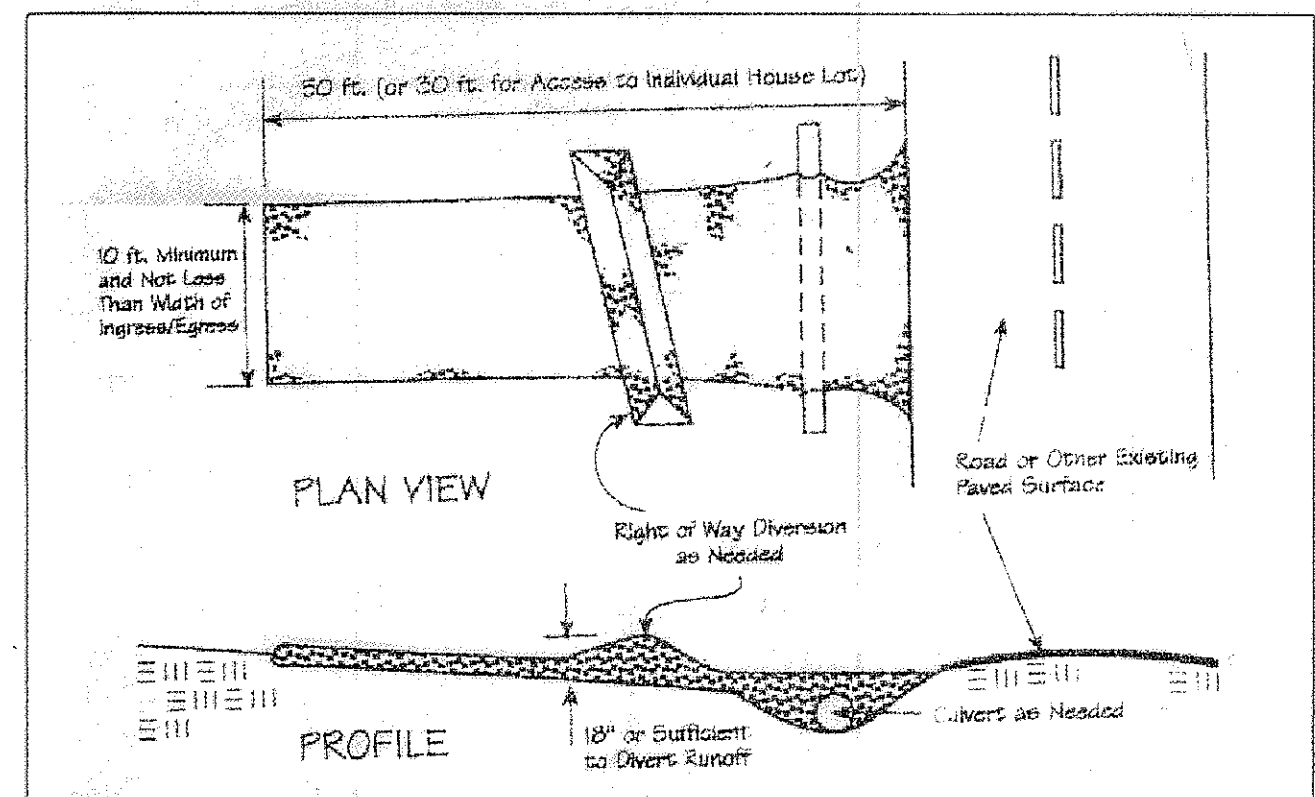 50 ft. (or 30 ft. for Access to Individual House Lot)
10 ft. Minimum
and Not Less
Than Width of
Ingress/Egress
PLAN VIEW
Right of Way Diversion
as Needed
Road or Other Existing
Paved Surface
18" or Sufficient
to Divert Runoff
Culvert as Needed
PROFILE